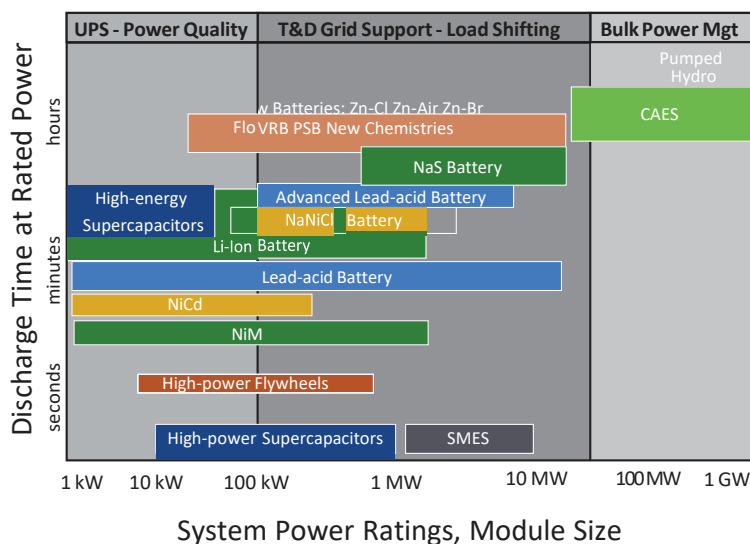 UPS - Power Quality
T&D Grid Support - Load Shifting
Bulk Power Mgt
Pumped
Hydro
CAES
w Batteries: Zn-Cl Zn-Air Zn-Br
Flo VRB PSB New Chemistries
NaS Battery
High-energy
Supercapacitors
Advanced Lead-acid Battery
NaNiCl Battery
Li-Ion Battery
Lead-acid Battery
NiCd
NiM
High-power Flywheels
High-power Supercapacitors
SMES
Discharge Time at Rated Power
hours
minutes
seconds
1 kW
10 kW
100 kW
1 MW
10 MW
100 MW
1 GW
System Power Ratings, Module Size